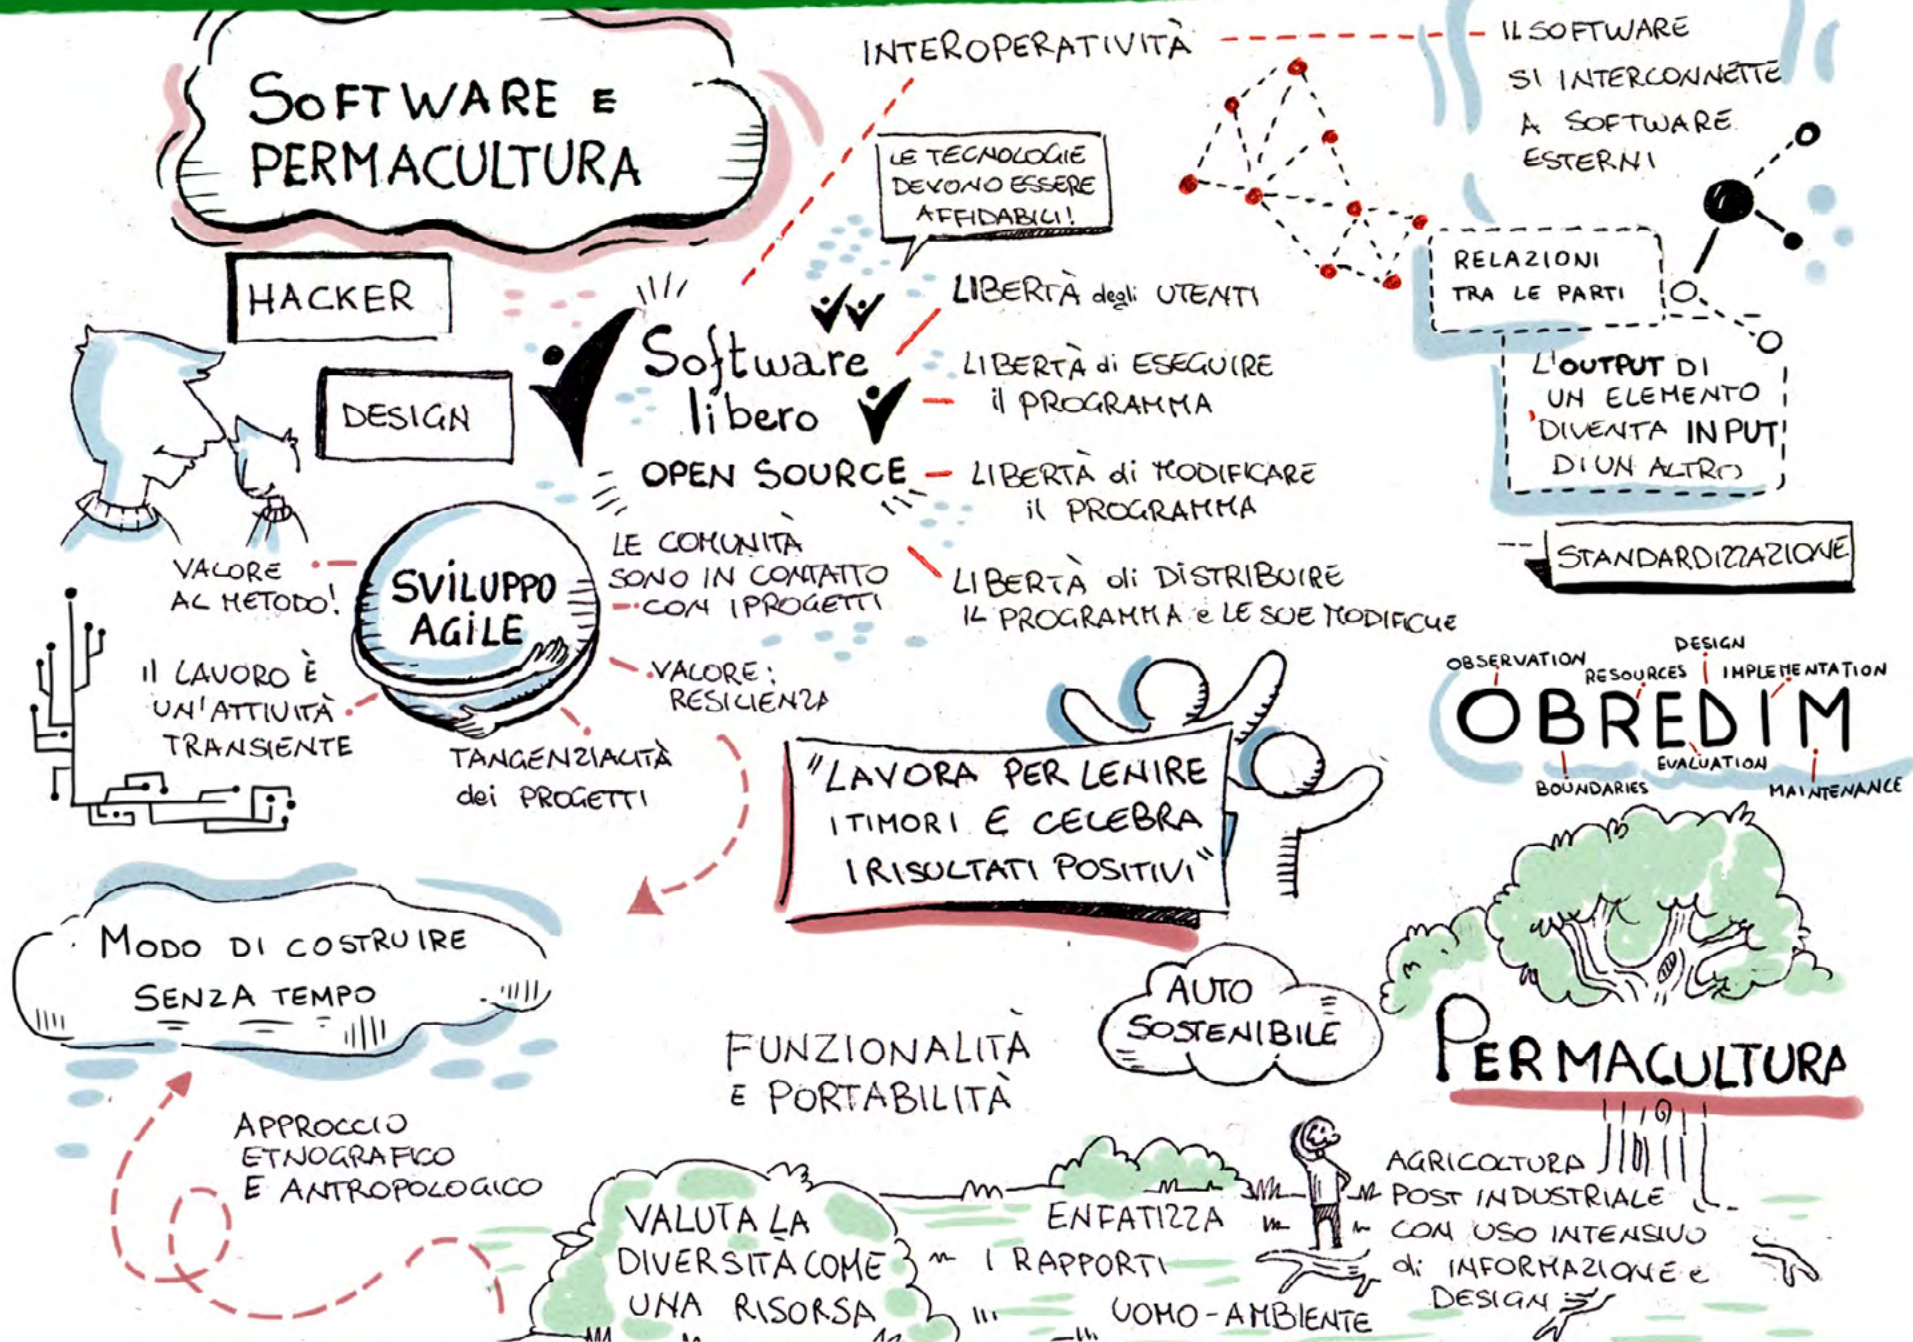 SOFTWARE E
PERMACULTURA
INTEROPERATIVITÀ
IL SOFTWARE
SI INTERCONNETTE
A SOFTWARE
ESTERNI
LE TECNOLOGIE
DEVONO ESSERE
AFFIDABILI!
HACKER
DESIGN
Software
libero
OPEN SOURCE
LIBERTÀ degli UTENTI
LIBERTÀ di ESEGUIRE
il PROGRAMMA
LIBERTÀ di MODIFICARE
il PROGRAMMA
LIBERTÀ di DISTRIBUIRE
IL PROGRAMMA e LE SUE MODIFICHE
RELAZIONI
TRA LE PARTI
L'OUTPUT DI
UN ELEMENTO
DIVENTA INPUT
DI UN ALTRO
STANDARDIZZAZIONE
SVILUPPO
AGILE
VALORE
AL METODO!
LE COMUNITÀ
SONO IN CONTATTO
CON I PROGETTI
IL LAVORO È
UN'ATTIVITÀ
TRANSIENTE
VALORE:
RESILIENZA
TANGENZIALITÀ
dei PROGETTI
OBSERVATION
RESOURCES
DESIGN
IMPLEMENTATION
OBREDIM
BOUNDARIES
EVALUATION
MAINTENANCE
"LAVORA PER LENIRE
I TIMORI E CELEBRA
I RISULTATI POSITIVI"
MODO DI COSTRUIRE
SENZA TEMPO
APPROCCIO
ETNOGRAFICO
E ANTROPOLOGICO
FUNZIONALITÀ
E PORTABILITÀ
AUTO
SOSTENIBILE
PERMACULTURA
VALUTA LA
DIVERSITÀ COME
UNA RISORSA
ENFATIZZA
I RAPPORTI
UOMO-AMBIENTE
AGRICOLTURA
POST INDUSTRIALE
CON USO INTENSIVO
di INFORMAZIONE e
DESIGN